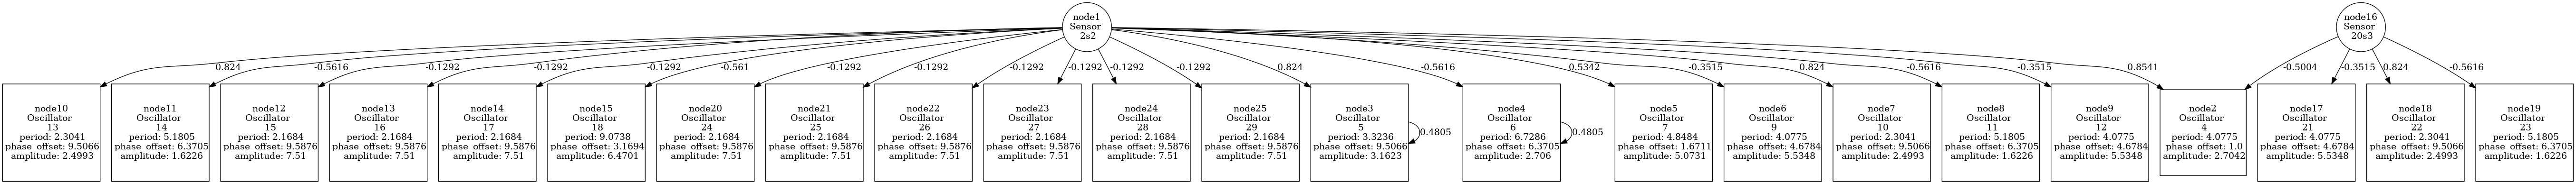 node1
Sensor
2s2
node16
Sensor
20s3
0.824
-0.5616
-0.1292
-0.1292
-0.1292
-0.561
-0.1292
-0.1292
-0.1292
-0.1292
-0.1292
-0.1292
0.824
-0.5616
0.5342
-0.3515
0.824
-0.5616
-0.3515
0.8541
-0.5004
-0.3515
0.824
-0.5616
node10
Oscillator
13
period: 2.3041
phase_offset: 9.5066
amplitude: 2.4993
node11
Oscillator
14
period: 5.1805
phase_offset: 6.3705
amplitude: 1.6226
node12
Oscillator
15
period: 2.1684
phase_offset: 9.5876
amplitude: 7.51
node13
Oscillator
16
period: 2.1684
phase_offset: 9.5876
amplitude: 7.51
node14
Oscillator
17
period: 2.1684
phase_offset: 9.5876
amplitude: 7.51
node15
Oscillator
18
period: 9.0738
phase_offset: 3.1694
amplitude: 6.4701
node20
Oscillator
24
period: 2.1684
phase_offset: 9.5876
amplitude: 7.51
node21
Oscillator
25
period: 2.1684
phase_offset: 9.5876
amplitude: 7.51
node22
Oscillator
26
period: 2.1684
phase_offset: 9.5876
amplitude: 7.51
node23
Oscillator
27
period: 2.1684
phase_offset: 9.5876
amplitude: 7.51
node24
Oscillator
28
period: 2.1684
phase_offset: 9.5876
amplitude: 7.51
node25
Oscillator
29
period: 2.1684
phase_offset: 9.5876
amplitude: 7.51
node3
Oscillator
5
period: 3.3236
phase_offset: 9.5066
amplitude: 3.1623
0.4805
node4
Oscillator
6
period: 6.7286
phase_offset: 6.3705
amplitude: 2.706
0.4805
node5
Oscillator
7
period: 4.8484
phase_offset: 1.6711
amplitude: 5.0731
node6
Oscillator
9
period: 4.0775
phase_offset: 4.6784
amplitude: 5.5348
node7
Oscillator
10
period: 2.3041
phase_offset: 9.5066
amplitude: 2.4993
node8
Oscillator
11
period: 5.1805
phase_offset: 6.3705
amplitude: 1.6226
node9
Oscillator
12
period: 4.0775
phase_offset: 4.6784
amplitude: 5.5348
node2
Oscillator
4
period: 4.0775
phase_offset: 1.0
amplitude: 2.7042
node17
Oscillator
21
period: 4.0775
phase_offset: 4.6784
amplitude: 5.5348
node18
Oscillator
22
period: 2.3041
phase_offset: 9.5066
amplitude: 2.4993
node19
Oscillator
23
period: 5.1805
phase_offset: 6.3705
amplitude: 1.6226